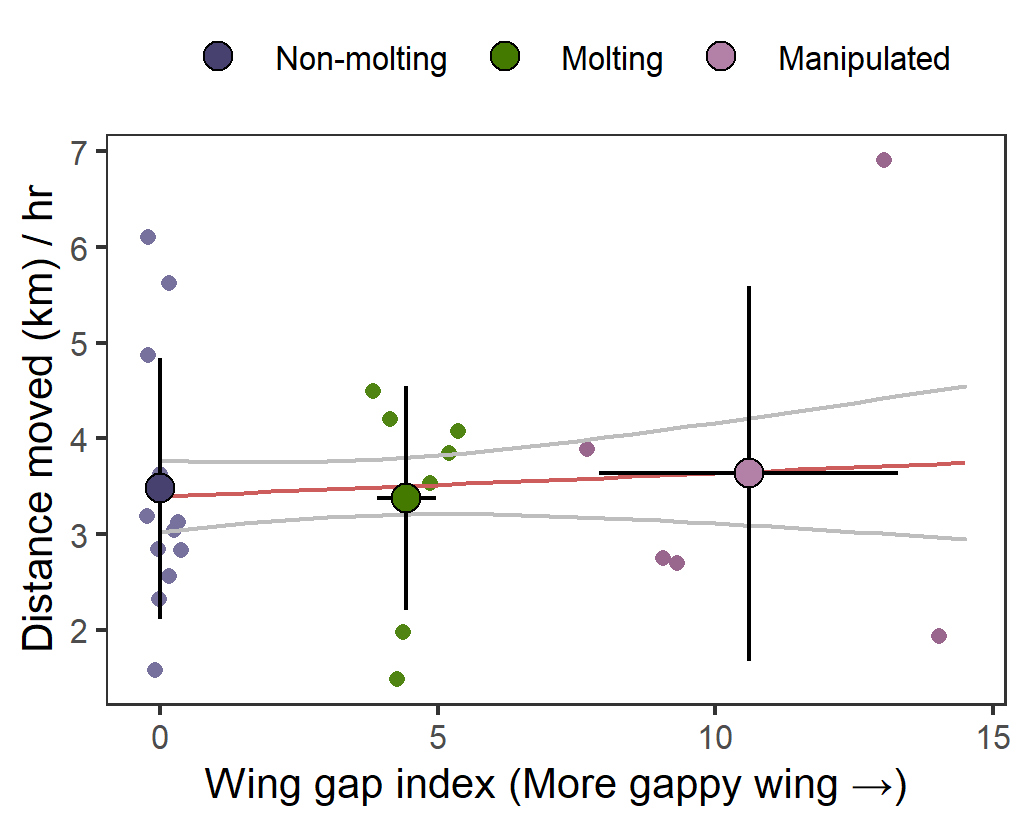 Non-molting Molting Manipulated
Distance moved (km) / hr
7
6
5
4
3
2
0 5 10 15
Wing gap index (More gappy wing →)